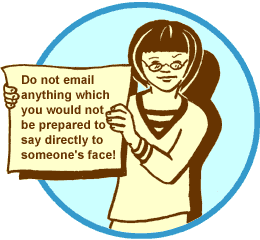 Do not email
anything which
you would not
be prepared to
say directly to
someone's face!